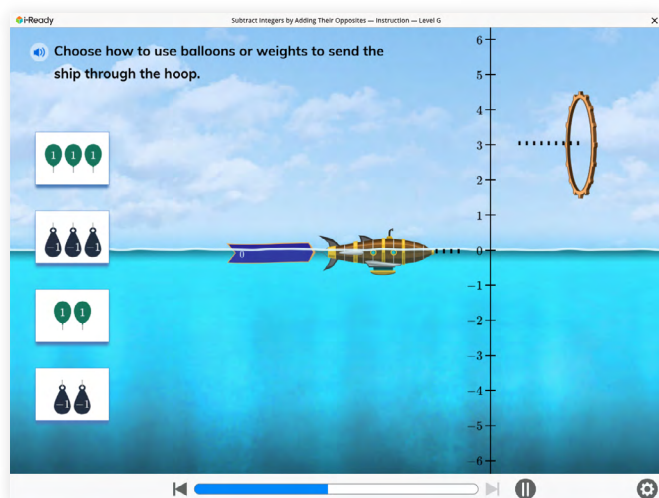 i-Ready
Subtract Integers by Adding Their Opposites — Instruction — Level G
Choose how to use balloons or weights to send the
ship through the hoop.
1 1 1
−1 −1 −1
1 1
−1 −1
0
6
5
4
3
2
1
0
−1
−2
−3
−4
−5
−6